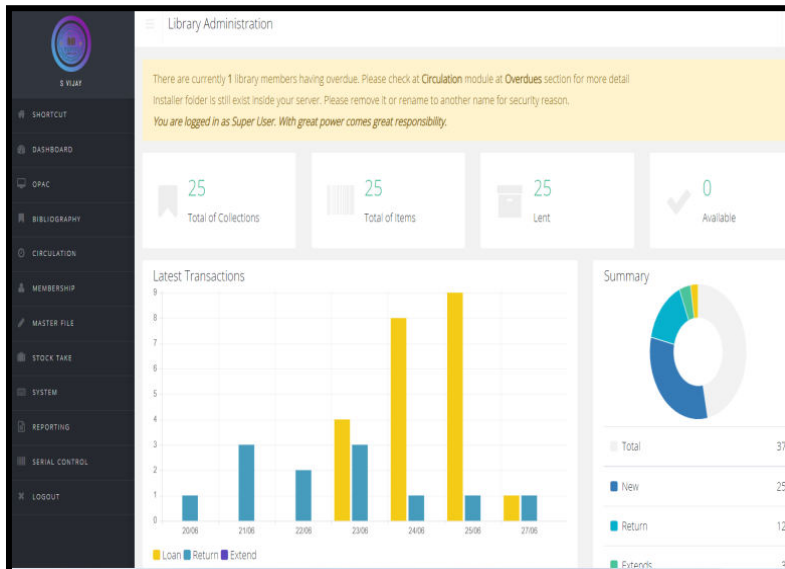 Library Administration
S VIJAY
SHORTCUT
DASHBOARD
OPAC
BIBLIOGRAPHY
CIRCULATION
MEMBERSHIP
MASTER FILE
STOCK TAKE
SYSTEM
REPORTING
SERIAL CONTROL
LOGOUT
There are currently 1 library members having overdue. Please check at Circulation module at Overdues section for more detail
Installer folder is still exist inside your server. Please remove it or rename to another name for security reason.
You are logged in as Super User. With great power comes great responsibility.
25
Total of Collections
25
Total of Items
25
Lent
0
Available
Latest Transactions
9
8
7
6
5
4
3
2
1
0
20/06 21/06 22/06 23/06 24/06 25/06 27/06
Loan Return Extend
Summary
Total 37
New 25
Return 12
Extends 3